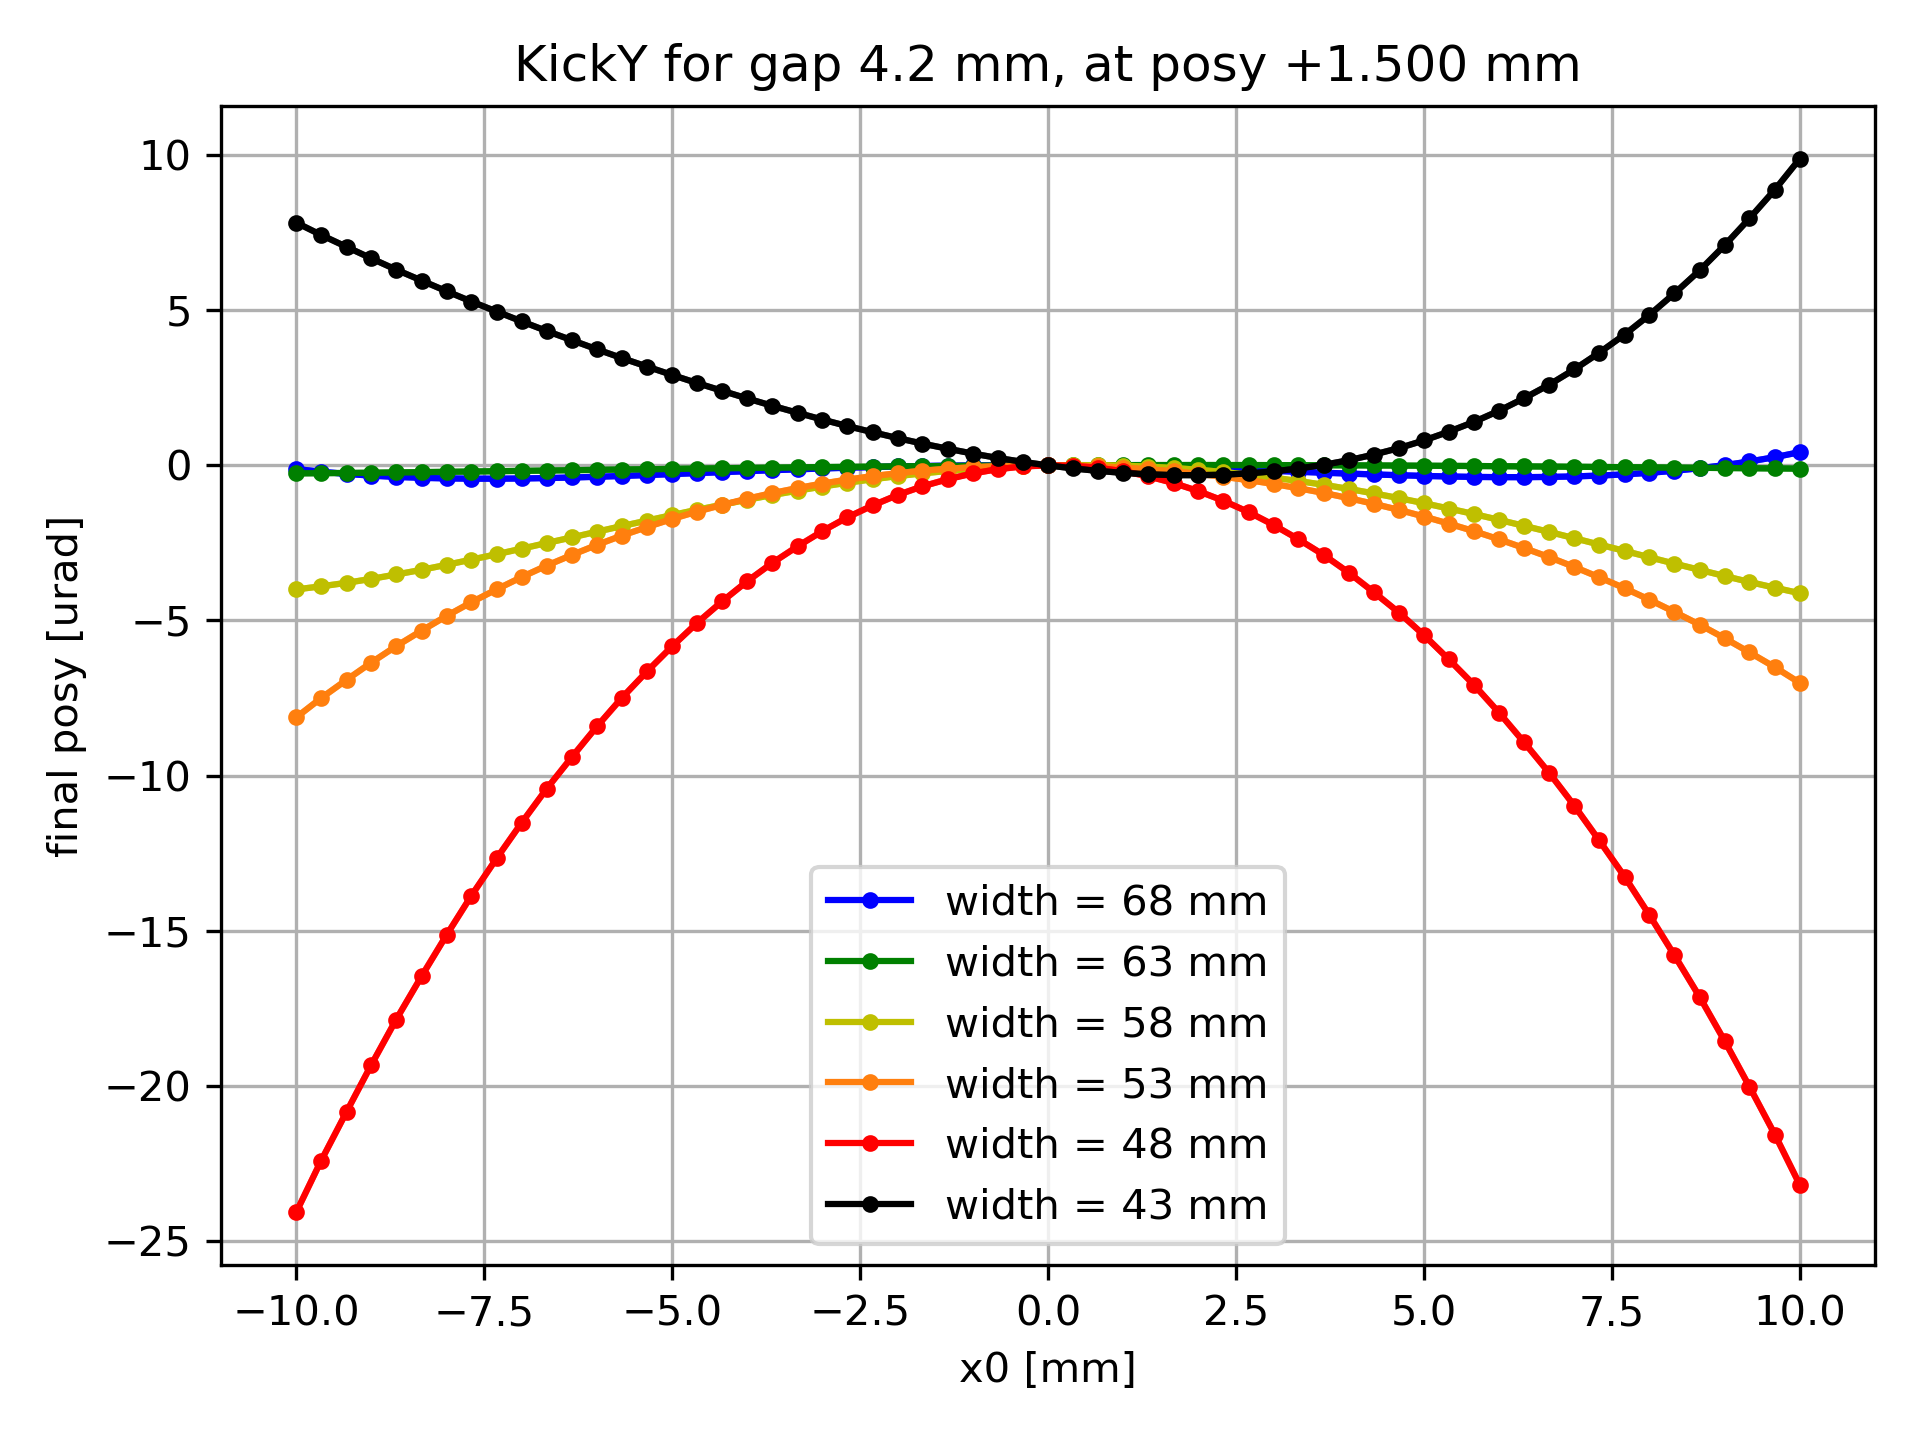 KickY for gap 4.2 mm, at posy +1.500 mm
10
5
0
−5
−10
−15
−20
−25
final posy [urad]
width = 68 mm
width = 63 mm
width = 58 mm
width = 53 mm
width = 48 mm
width = 43 mm
−10.0 −7.5 −5.0 −2.5 0.0 2.5 5.0 7.5 10.0
x0 [mm]